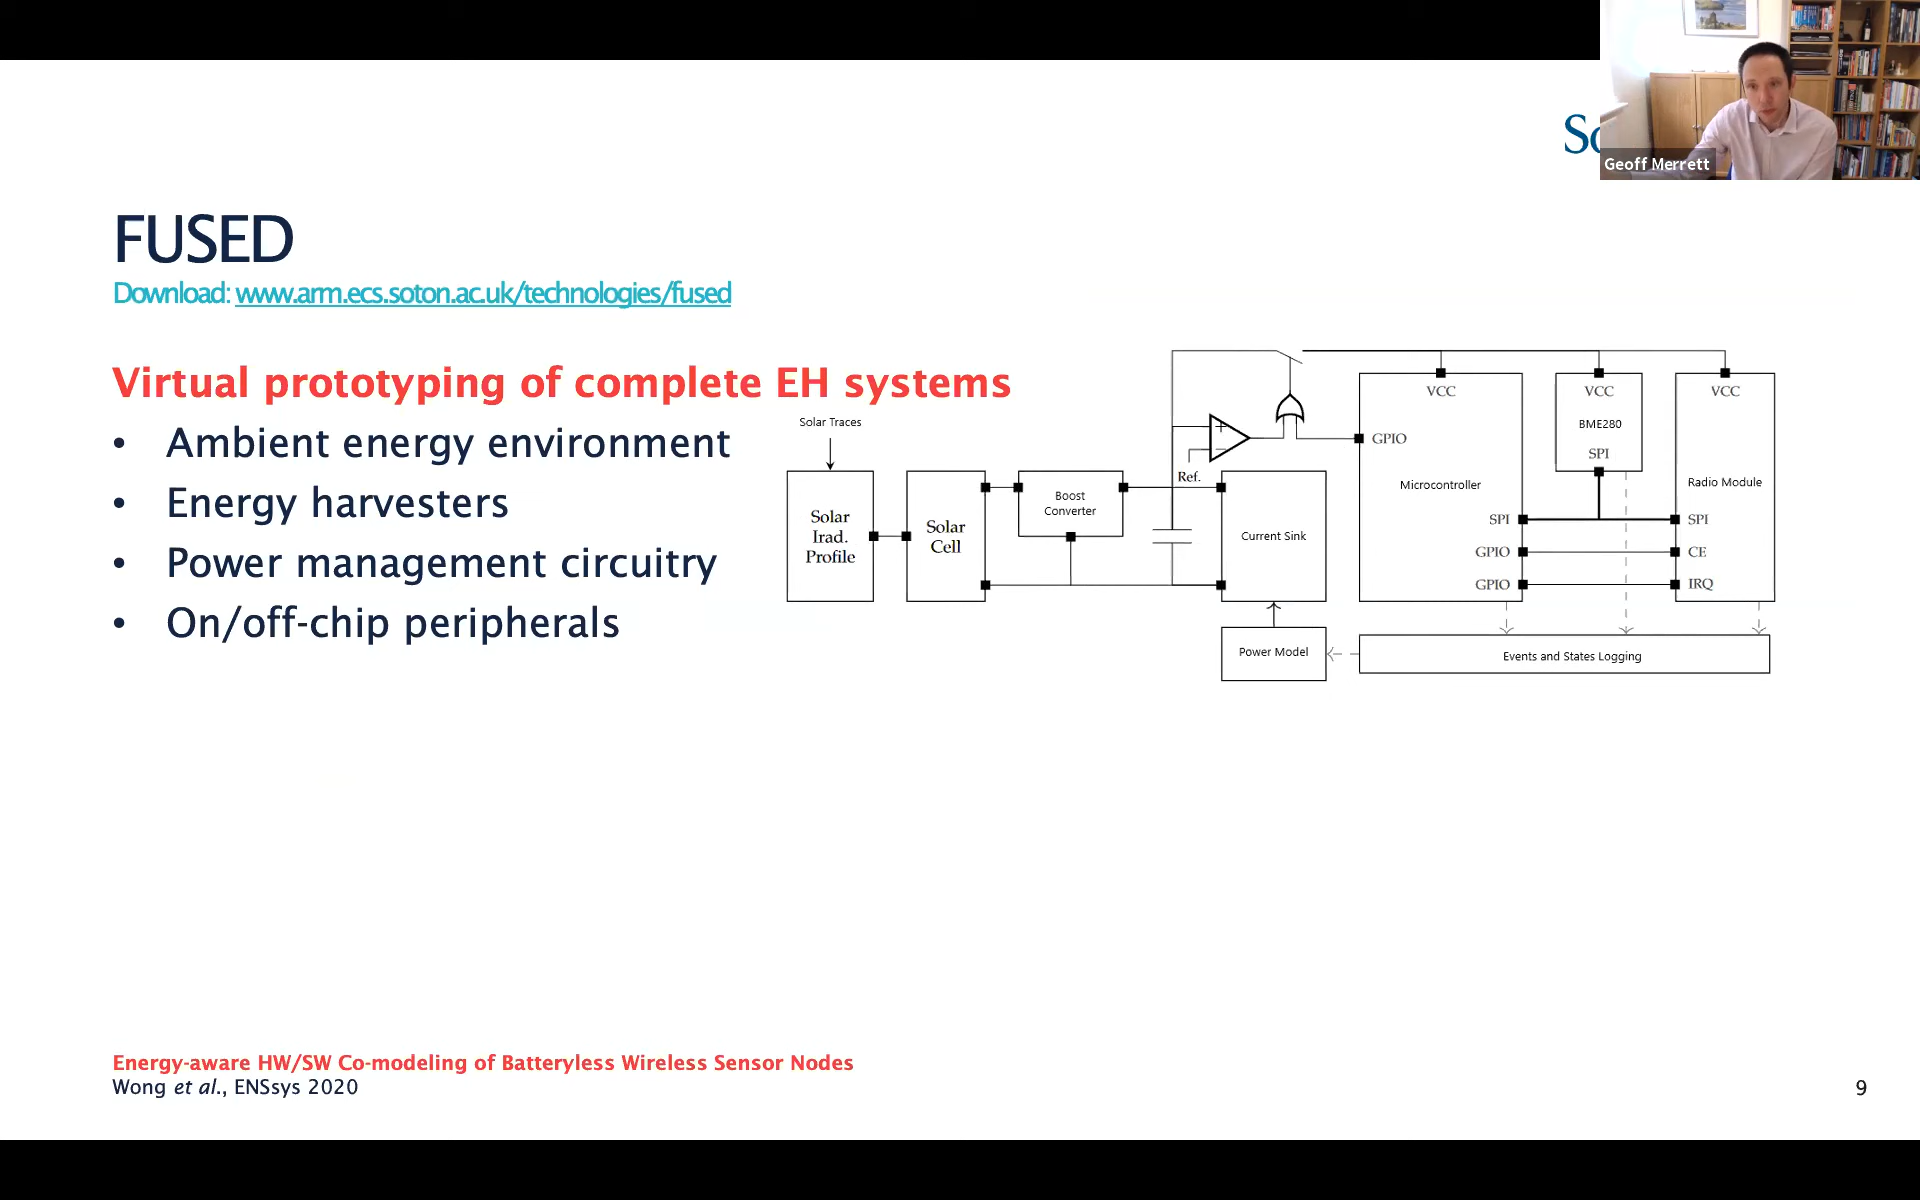 Geoff Merrett
FUSED
Download: www.arm.ecs.soton.ac.uk/technologies/fused
Virtual prototyping of complete EH systems
• Ambient energy environment
• Energy harvesters
• Power management circuitry
• On/off-chip peripherals
Solar Traces
Solar
Irad.
Profile
Solar
Cell
Boost
Converter
Ref.
+
−
Current Sink
Power Model
VCC
GPIO
Microcontroller
SPI
GPIO
GPIO
VCC
BME280
SPI
VCC
Radio Module
SPI
CE
IRQ
Events and States Logging
Energy-aware HW/SW Co-modeling of Batteryless Wireless Sensor Nodes
Wong et al., ENSsys 2020
9